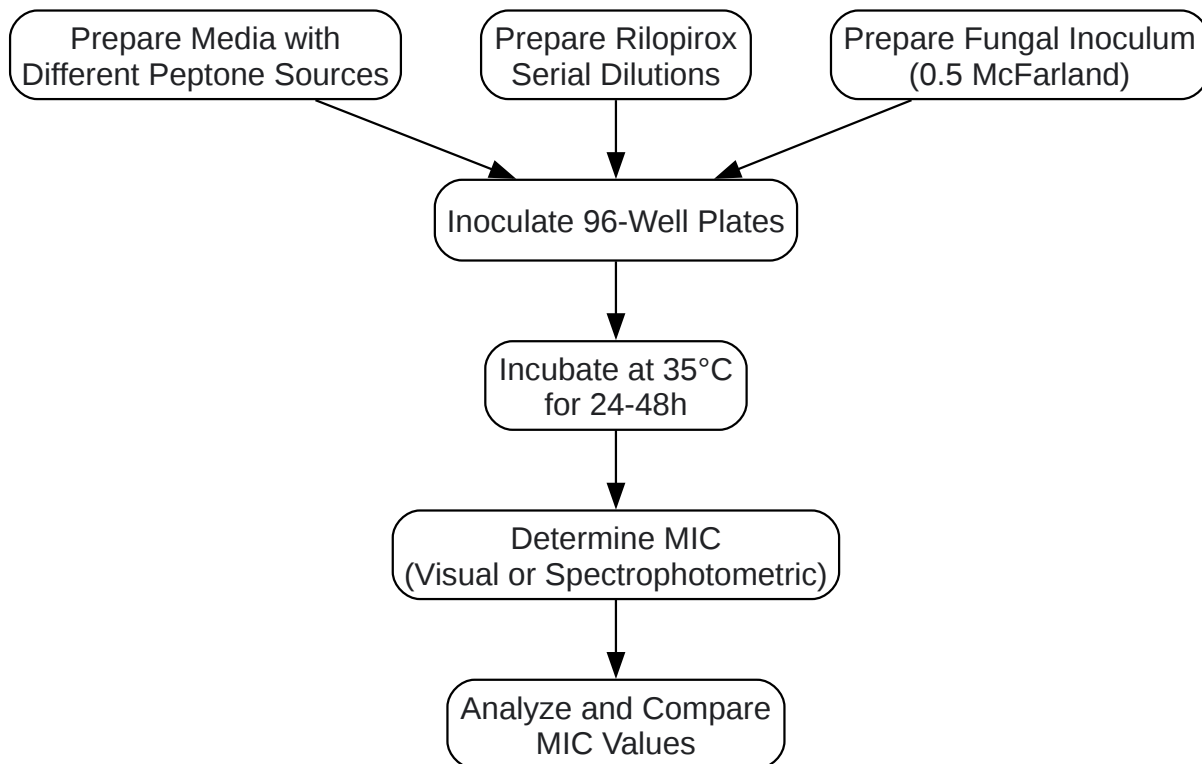 Prepare Media with
Different Peptone Sources
Prepare Rilopirox
Serial Dilutions
Prepare Fungal Inoculum
(0.5 McFarland)
Inoculate 96-Well Plates
Incubate at 35°C
for 24-48h
Determine MIC
(Visual or Spectrophotometric)
Analyze and Compare
MIC Values